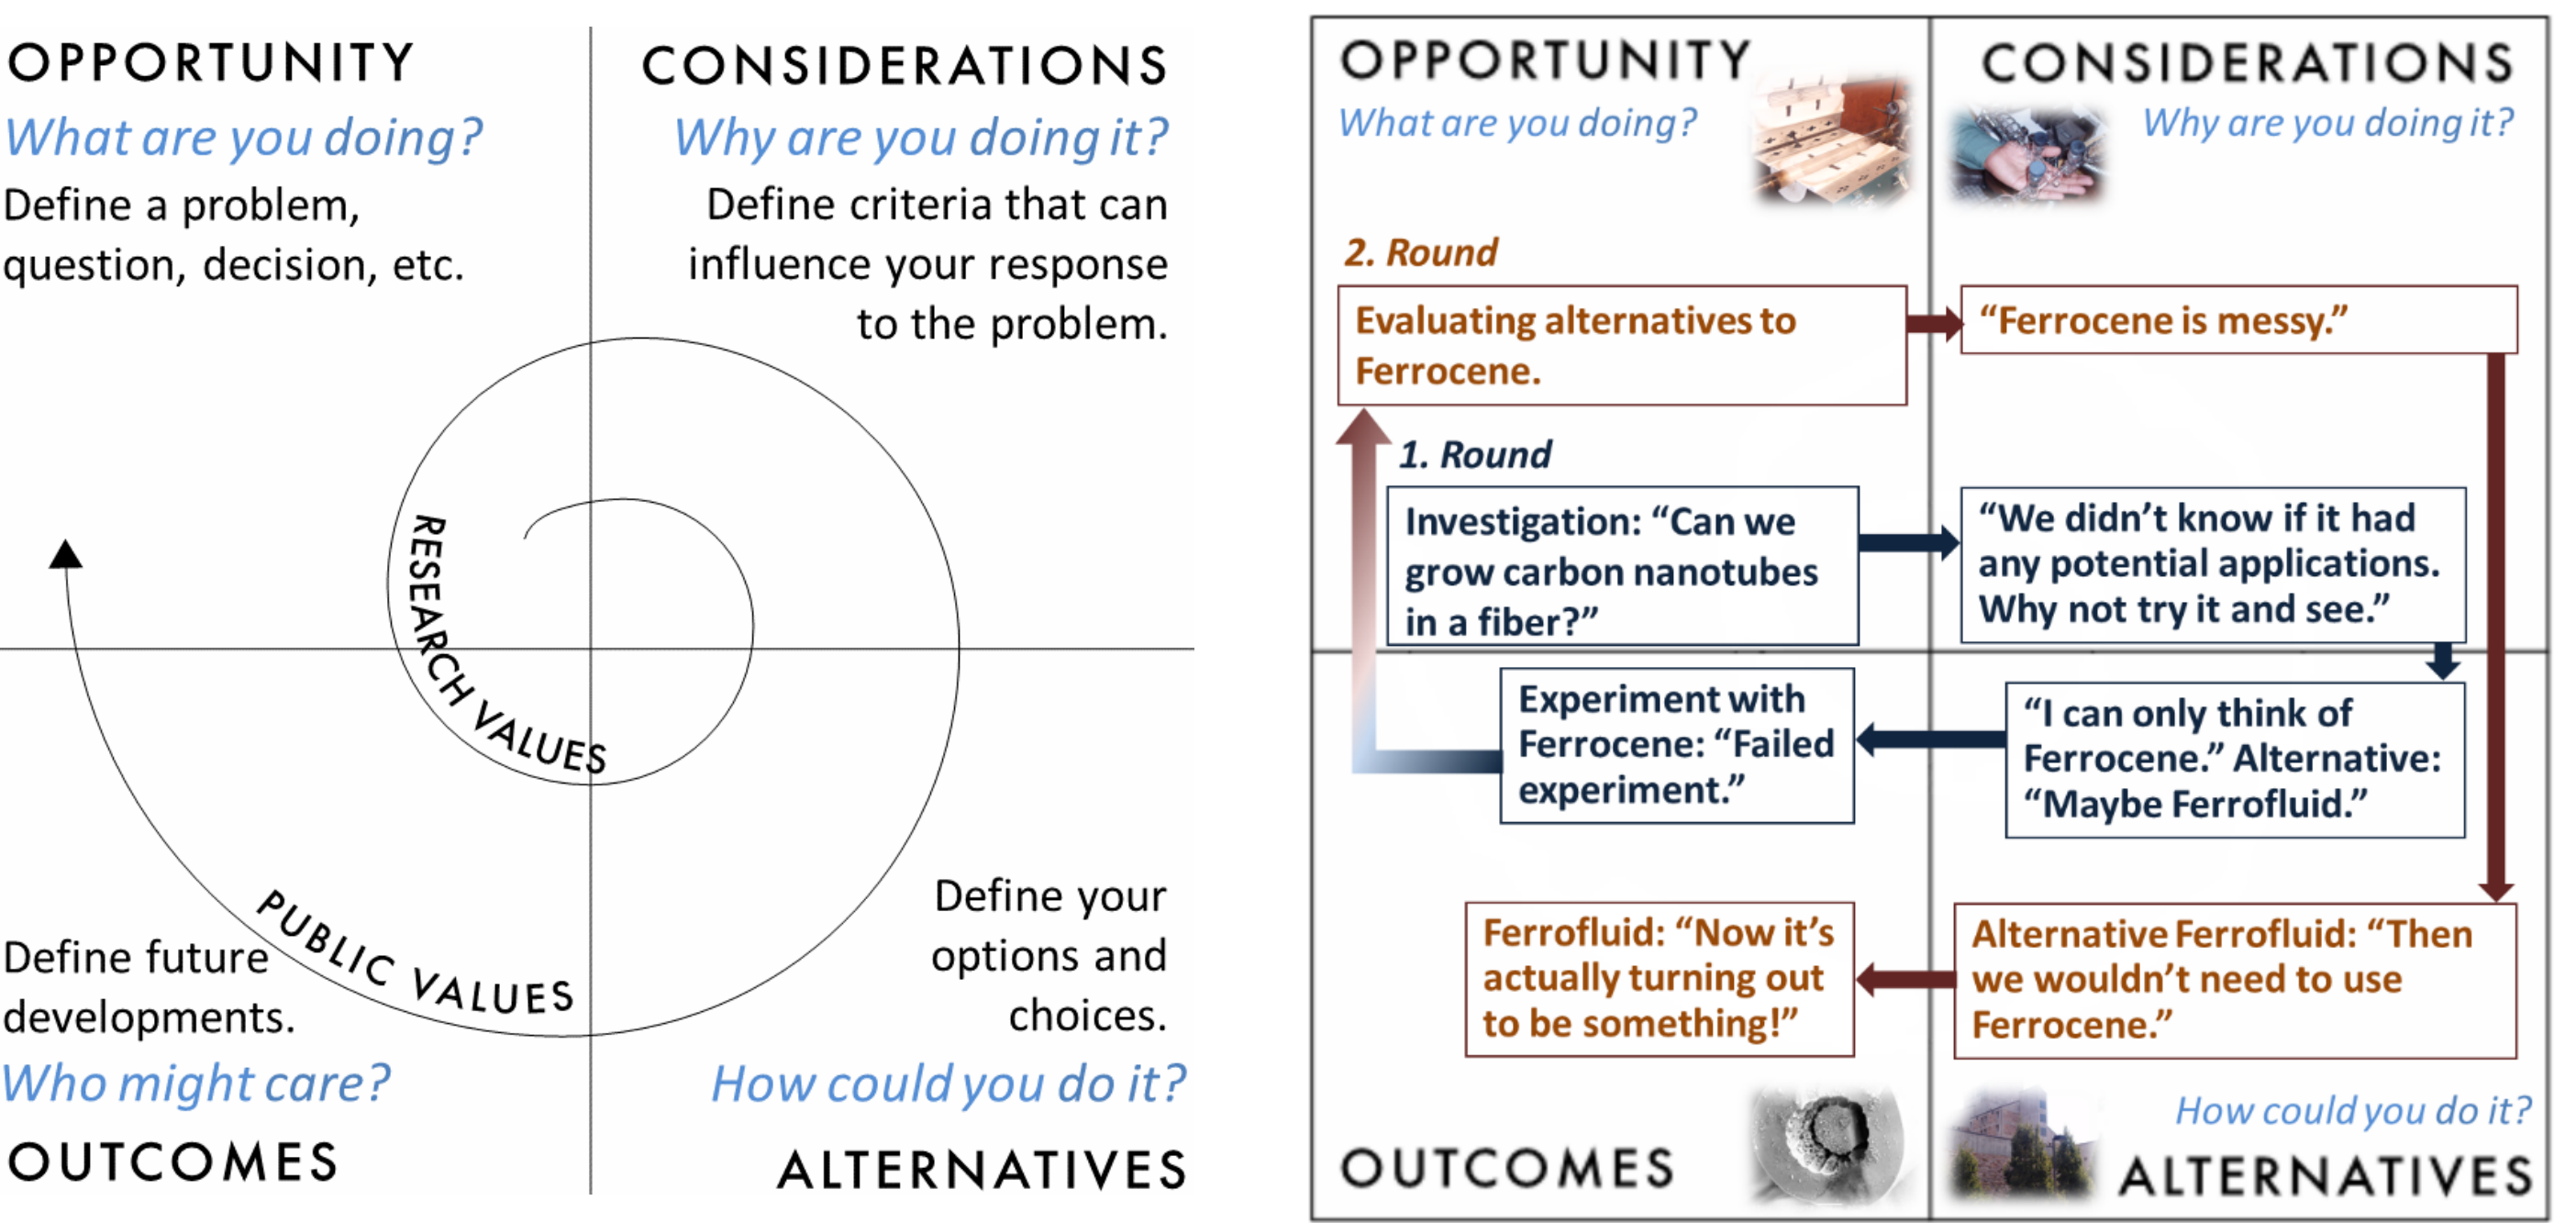 OPPORTUNITY
What are you doing?
Define a problem,
question, decision, etc.
CONSIDERATIONS
Why are you doing it?
Define criteria that can
influence your response
to the problem.
RESEARCH VALUES
PUBLIC VALUES
Define future
developments.
Who might care?
OUTCOMES
Define your
options and
choices.
How could you do it?
ALTERNATIVES
OPPORTUNITY
What are you doing?
CONSIDERATIONS
Why are you doing it?
2. Round
Evaluating alternatives to
Ferrocene.
“Ferrocene is messy.”
1. Round
Investigation: “Can we
grow carbon nanotubes
in a fiber?”
“We didn’t know if it had
any potential applications.
Why not try it and see.”
“I can only think of
Ferrocene.” Alternative:
“Maybe Ferrofluid.”
Experiment with
Ferrocene: “Failed
experiment.”
Alternative Ferrofluid: “Then
we wouldn’t need to use
Ferrocene.”
Ferrofluid: “Now it’s
actually turning out
to be something!”
OUTCOMES
How could you do it?
ALTERNATIVES